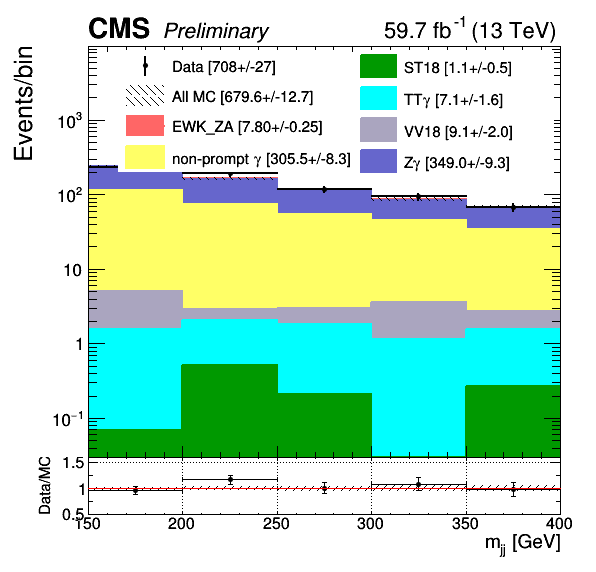 CMS Preliminary 59.7 fb⁻¹ (13 TeV)
Events/bin
Data [708+/-27]
All MC [679.6+/-12.7]
EWK_ZA [7.80+/-0.25]
non-prompt γ [305.5+/-8.3]
ST18 [1.1+/-0.5]
TTγ [7.1+/-1.6]
VV18 [9.1+/-2.0]
Zγ [349.0+/-9.3]
10³
10²
10
1
10⁻¹
Data/MC
1.5
1
0.5
150 200 250 300 350 400
m_jj [GeV]